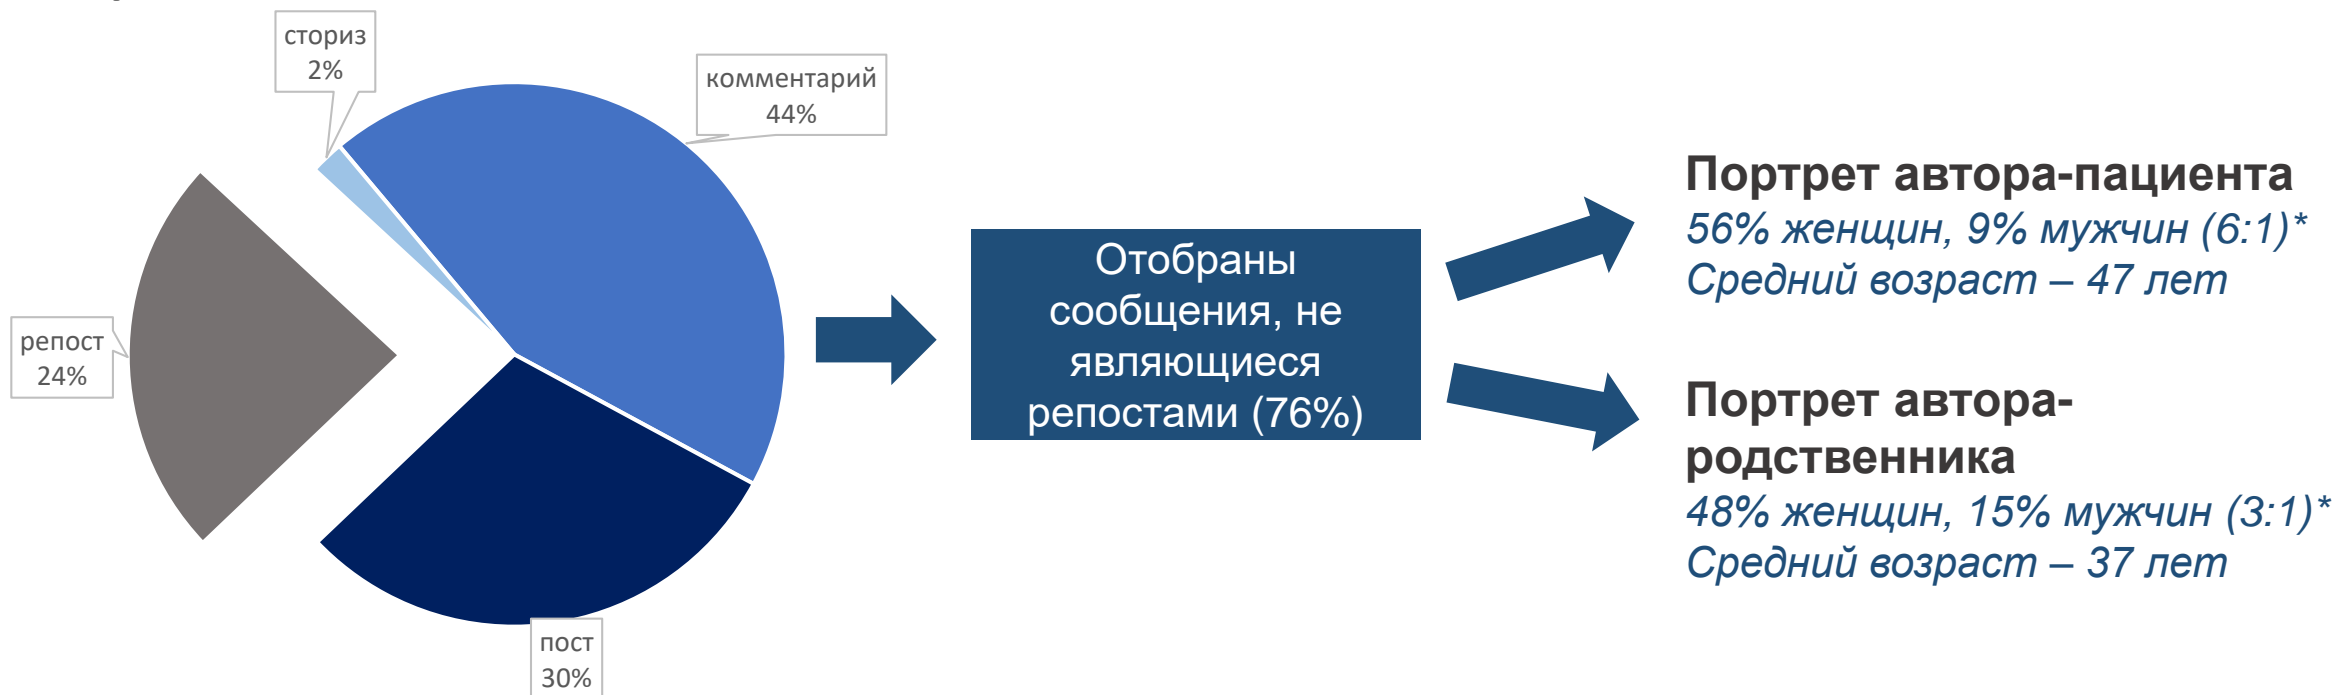 сториз
2%
комментарий
44%
репост
24%
пост
30%
Отобраны
сообщения, не
являющиеся
репостами (76%)
Портрет автора-пациента
56% женщин, 9% мужчин (6:1)*
Средний возраст – 47 лет
Портрет автора-
родственника
48% женщин, 15% мужчин (3:1)*
Средний возраст – 37 лет